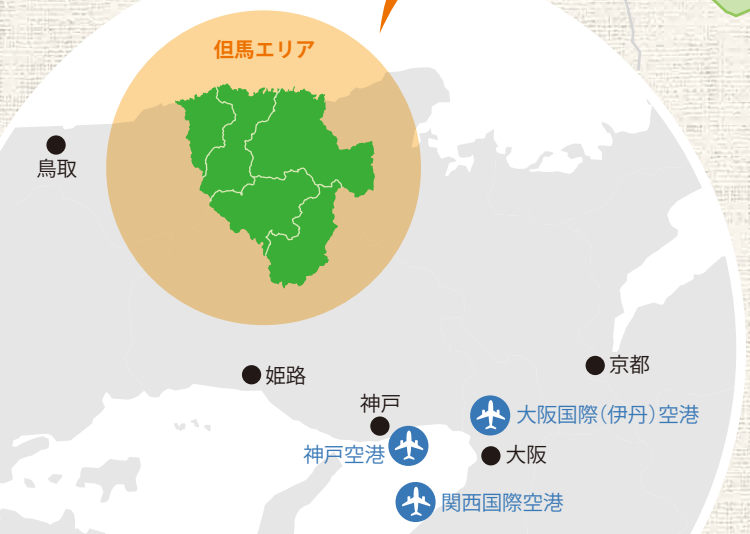 但馬エリア
鳥取
京都
姫路
神戸
大阪国際(伊丹)空港
神戸空港
大阪
関西国際空港